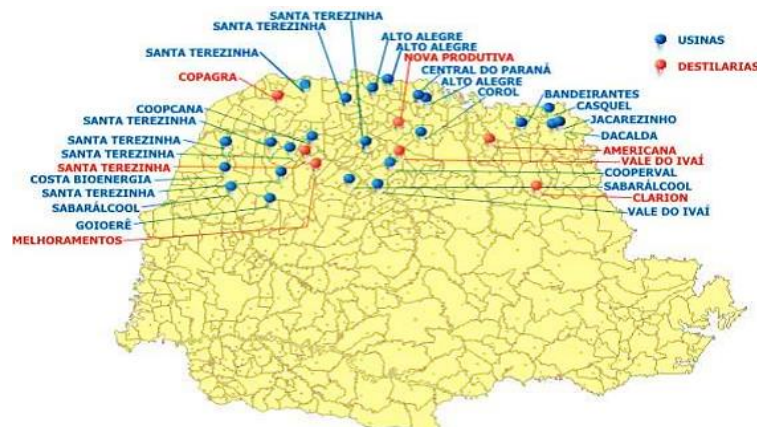 SANTA TEREZINHA
SANTA TEREZINHA
SANTA TEREZINHA
COPAGRA
COOPCANA
SANTA TEREZINHA
SANTA TEREZINHA
SANTA TEREZINHA
SANTA TEREZINHA
COSTA BIOENERGIA
SANTA TEREZINHA
SABARÁLCOOL
GOIOERÊ
MELHORAMENTOS
ALTO ALEGRE
ALTO ALEGRE
NOVA PRODUTIVA
CENTRAL DO PARANÁ
ALTO ALEGRE
COROL
BANDEIRANTES
CASQUEL
JACAREZINHO
DACALDA
AMERICANA
VALE DO IVAÍ
COOPERVAL
SABARÁLCOOL
CLARION
VALE DO IVAÍ
USINAS
DESTILARIAS